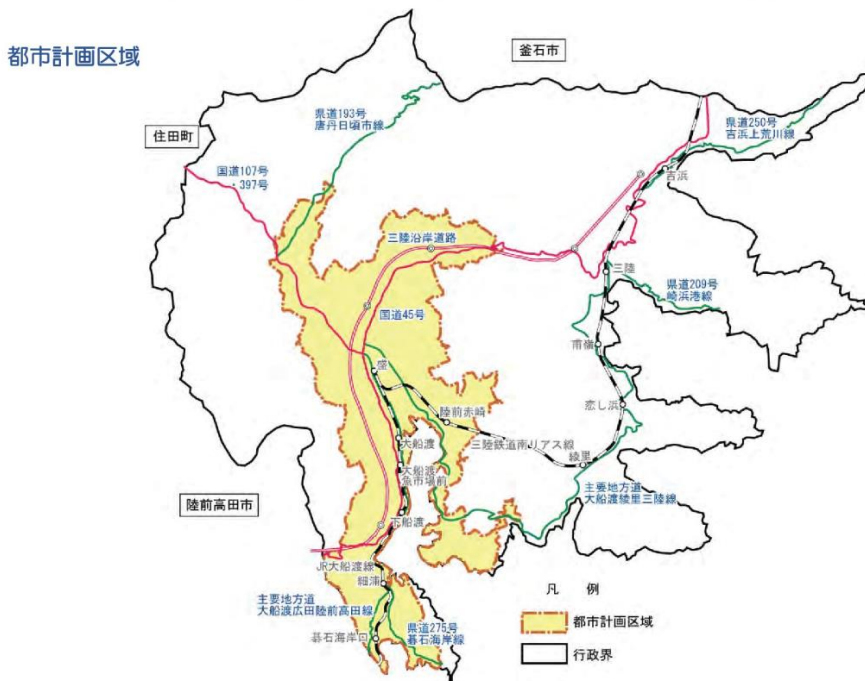 都市計画区域
釜石市
県道193号
唐丹日頃市線
県道250号
吉浜上荒川線
住田町
国道107号
・397号
吉浜
三陸沿岸道路
三陸
県道209号
崎浜港線
国道45号
甫嶺
盛
恋し浜
陸前赤崎
大船渡
三陸鉄道南リアス線
綾里
大船渡
魚市場前
主要地方道
大船渡綾里三陸線
陸前高田市
下船渡
JR大船渡線
細浦
凡 例
主要地方道
大船渡広田陸前高田線
都市計画区域
県道275号
碁石海岸線
碁石海岸口
行政界